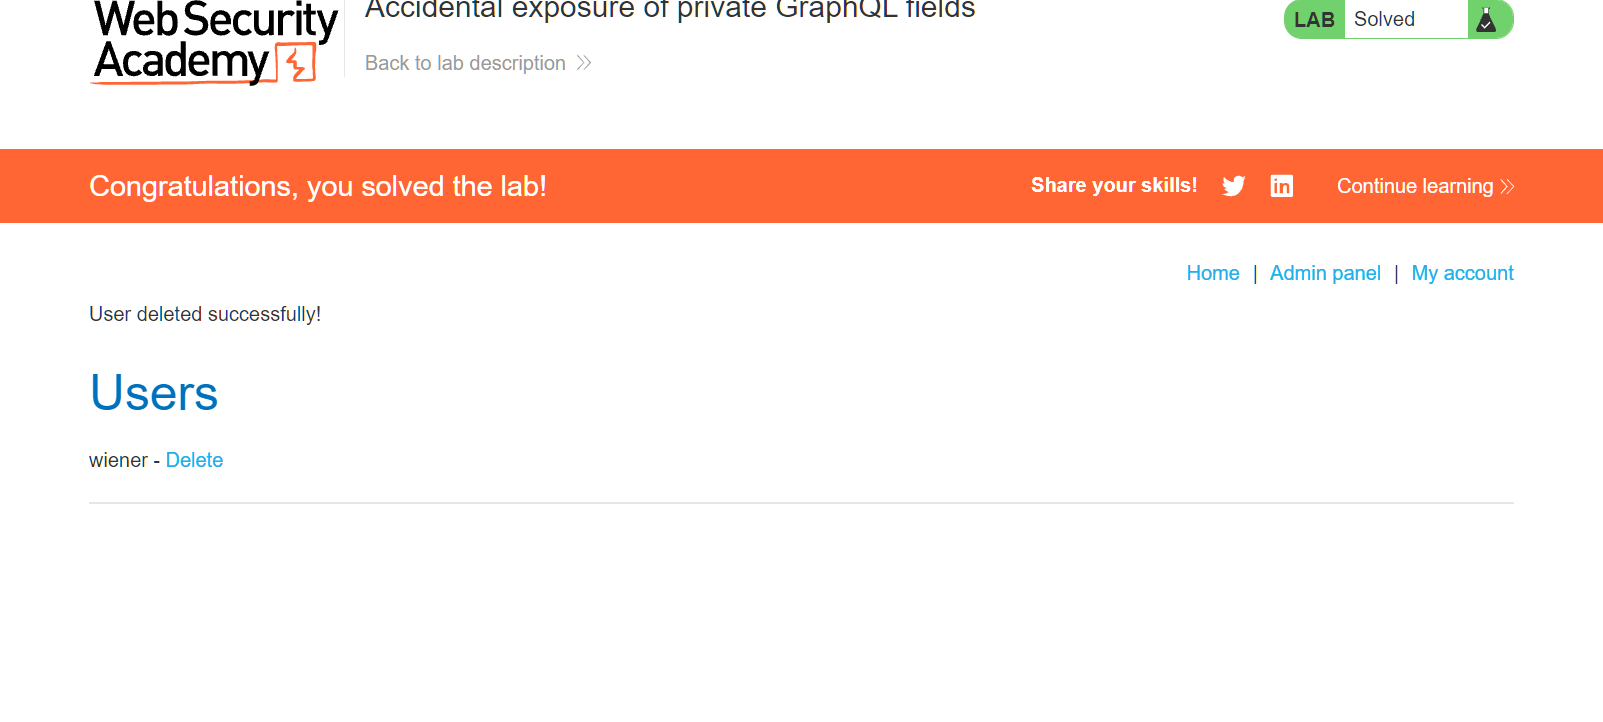 Web Security
Academy
Accidental exposure of private GraphQL fields
Back to lab description
LAB Solved
Congratulations, you solved the lab!
Share your skills!
Continue learning
Home | Admin panel | My account
User deleted successfully!
Users
wiener - Delete